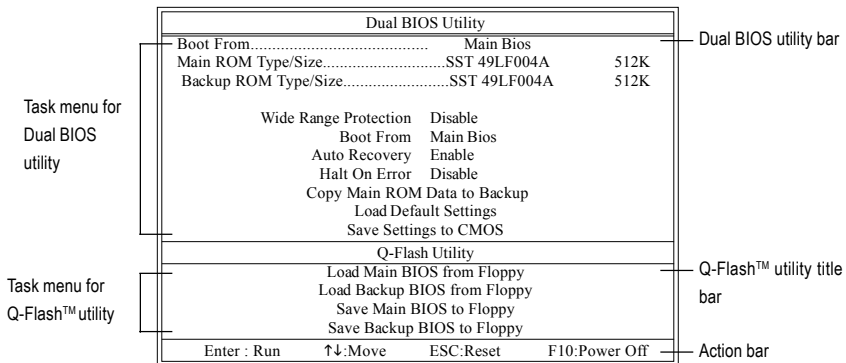 Dual BIOS Utility
Boot From........................................ Main Bios
Main ROM Type/Size............................SST 49LF004A 512K
Backup ROM Type/Size........................SST 49LF004A 512K
Wide Range Protection Disable
Boot From Main Bios
Auto Recovery Enable
Halt On Error Disable
Copy Main ROM Data to Backup
Load Default Settings
Save Settings to CMOS
Q-Flash Utility
Load Main BIOS from Floppy
Load Backup BIOS from Floppy
Save Main BIOS to Floppy
Save Backup BIOS to Floppy
Enter : Run ↑↓:Move ESC:Reset F10:Power Off
Task menu for
Dual BIOS
utility
Task menu for
Q-Flash™ utility
Dual BIOS utility bar
Q-Flash™ utility title
bar
Action bar